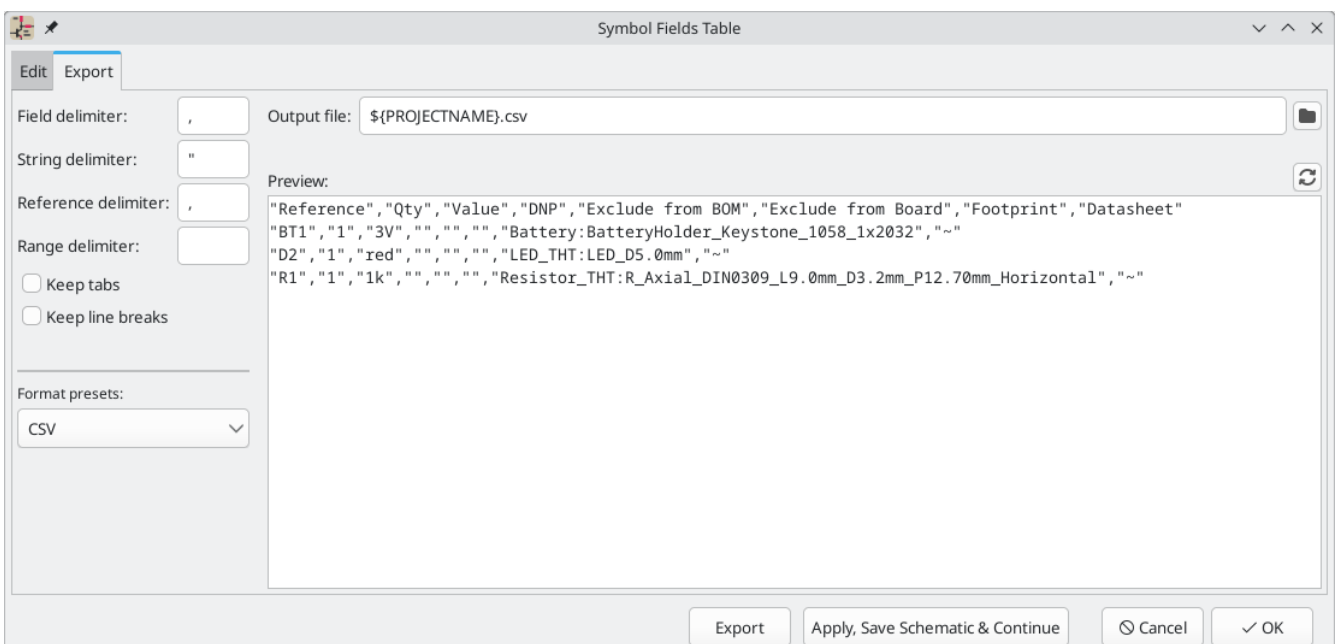 Symbol Fields Table
Edit Export
Field delimiter: ,
Output file: ${PROJECTNAME}.csv
String delimiter: "
Preview:
Reference delimiter: ,
Range delimiter:
Keep tabs
Keep line breaks
Format presets:
CSV
"Reference","Qty","Value","DNP","Exclude from BOM","Exclude from Board","Footprint","Datasheet"
"BT1","1","3V","","","","Battery:BatteryHolder_Keystone_1058_1x2032","~"
"D2","1","red","","","","LED_THT:LED_D5.0mm","~"
"R1","1","1k","","","","Resistor_THT:R_Axial_DIN0309_L9.0mm_D3.2mm_P12.70mm_Horizontal","~"
Export Apply, Save Schematic & Continue Cancel OK